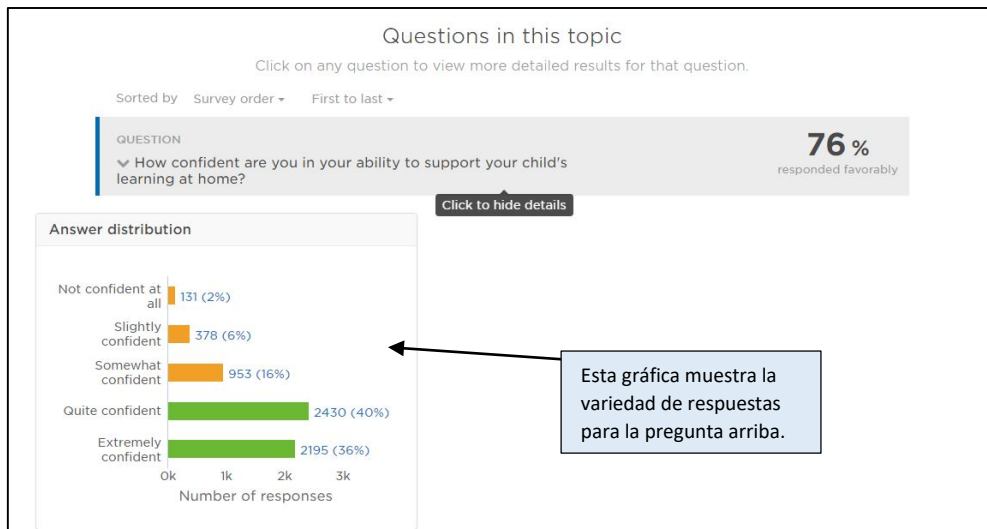 Questions in this topic
Click on any question to view more detailed results for that question.
Sorted by Survey order First to last
QUESTION
How confident are you in your ability to support your child's
learning at home?
76 %
responded favorably
Click to hide details
Answer distribution
Not confident at
all
131 (2%)
Slightly
confident
378 (6%)
Somewhat
confident
953 (16%)
Quite confident
2430 (40%)
Extremely
confident
2195 (36%)
0k 1k 2k 3k
Number of responses
Esta gráfica muestra la
variedad de respuestas
para la pregunta arriba.